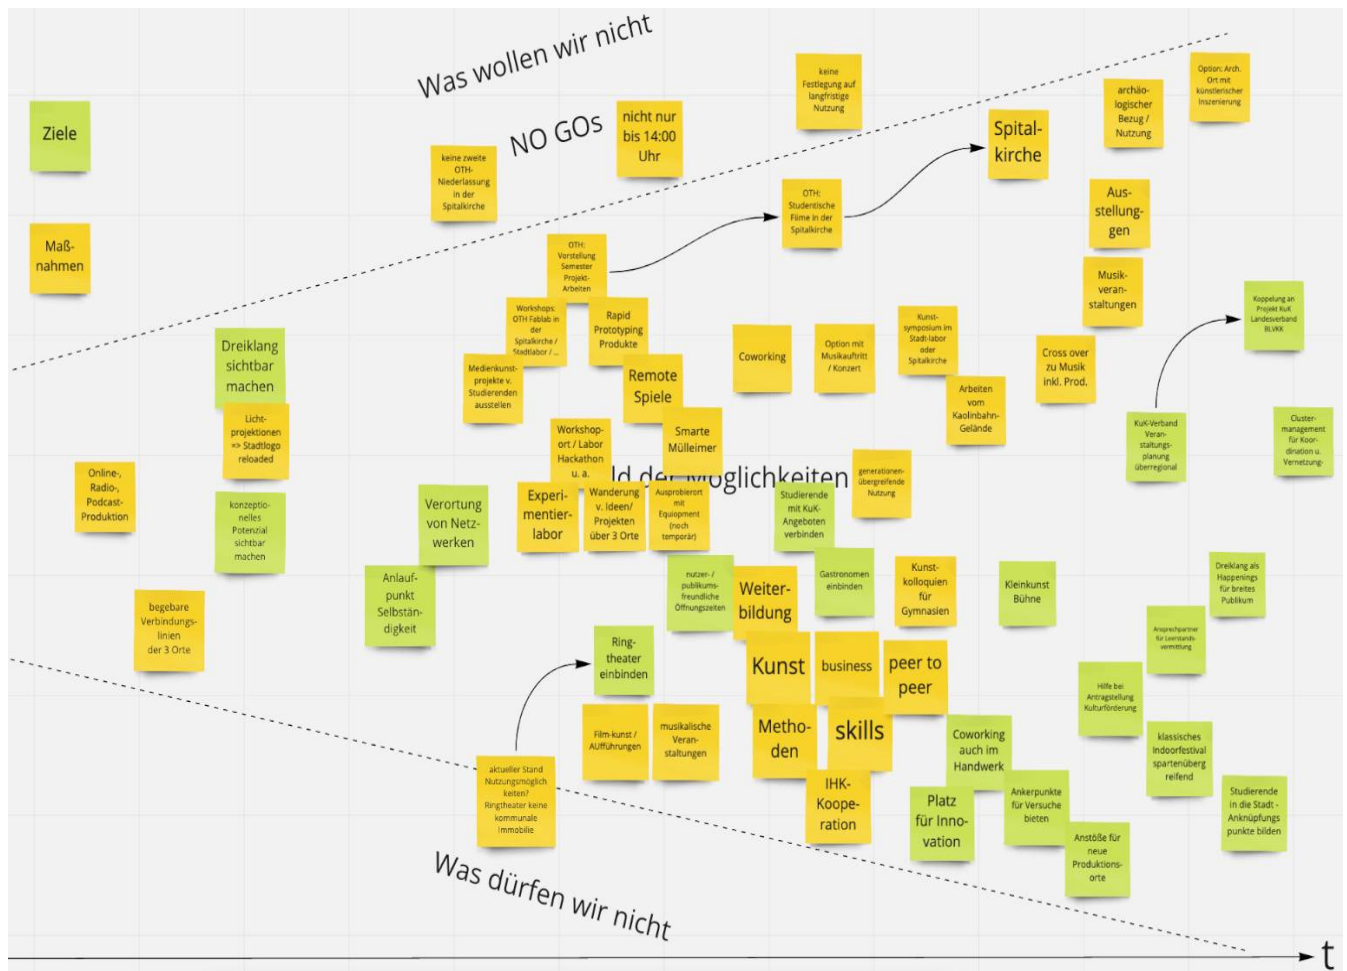 Was wollen wir nicht
NO GOs
Ziele
Maß-
nahmen
keine zweite
OTH-
Niederlassung
in der
Spitalkirche
nicht nur
bis 14:00
Uhr
keine
Festlegung auf
langfristige
Nutzung
Spital-
kirche
archäo-
logischer
Bezug /
Nutzung
Option: Arch.
Ort mit
künstlerischer
Inszenierung
OTH:
Studentische
Filme in der
Spitalkirche
Aus-
stellung-
gen
OTH:
Vorstellung
Semester
Projekt-
Arbeiten
Musik-
veran-
staltungen
Workshops:
OTH Fablab in
der
Spitalkirche /
Stadtlabor / ...
Rapid
Prototyping
Produkte
Medienkunst-
projekte v.
Studierenden
ausstellen
Remote
Spiele
Coworking
Option mit
Musikauftritt
/ Konzert
Kunst-
symposium im
Stadt-labor
oder
Spitalkirche
Cross over
zu Musik
inkl. Prod.
Koppelung an
Projekt KuK
Landesverband
BLVKK
Dreiklang
sichtbar
machen
Licht-
projektionen
=> Stadtlogo
reloaded
Online-,
Radio-,
Podcast-
Produktion
konzeptio-
nelles
Potenzial
sichtbar
machen
begebare
Verbindungs-
linien
der 3 Orte
Workshop-
ort / Labor
Hackathon
u. a.
Smarte
Mülleimer
Arbeiten
vom
Kaolinbahn-
Gelände
KuK-Verband
Veran-
staltungs-
planung
überregional
Cluster-
management
für Koor-
dination u.
Vernetzung-
ld der Möglichkeiten
generationen-
übergreifende
Nutzung
Verortung
von Netz-
werken
Experi-
mentier-
labor
Wanderung
v. Ideen/
Projekten
über 3 Orte
Ausprobierort
mit
Equiopment
(noch
temporär)
Studierende
mit KuK-
Angeboten
verbinden
Anlauf-
punkt
Selbstän-
digkeit
nutzer- /
publikums-
freundliche
Öffnungszeiten
Weiter-
bildung
Gastronomen
einbinden
Kunst-
kolloquien
für
Gymnasien
Kleinkunst
Bühne
Dreiklang als
Happenings
für breites
Publikum
Ansprechpartner
für Leerstands-
vermittlung
Ring-
theater
einbinden
Kunst
business
peer to
peer
Hilfe bei
Antragstellung
Kulturförderung
Film-kunst /
AUfführungen
musikalische
Veran-
staltungen
Metho-
den
skills
Coworking
auch im
Handwerk
klassisches
Indoorfestival
spartenüberg
reifend
aktueller Stand
Nutzungsmöglich
keiten?
Ringtheater keine
kommunale
Immobilie
IHK-
Koope-
ration
Platz
für Inno-
vation
Ankerpunkte
für Versuche
bieten
Studierende
in die Stadt -
Anknüpfungs
punkte bilden
Anstöße für
neue
Produktions-
orte
Was dürfen wir nicht
t